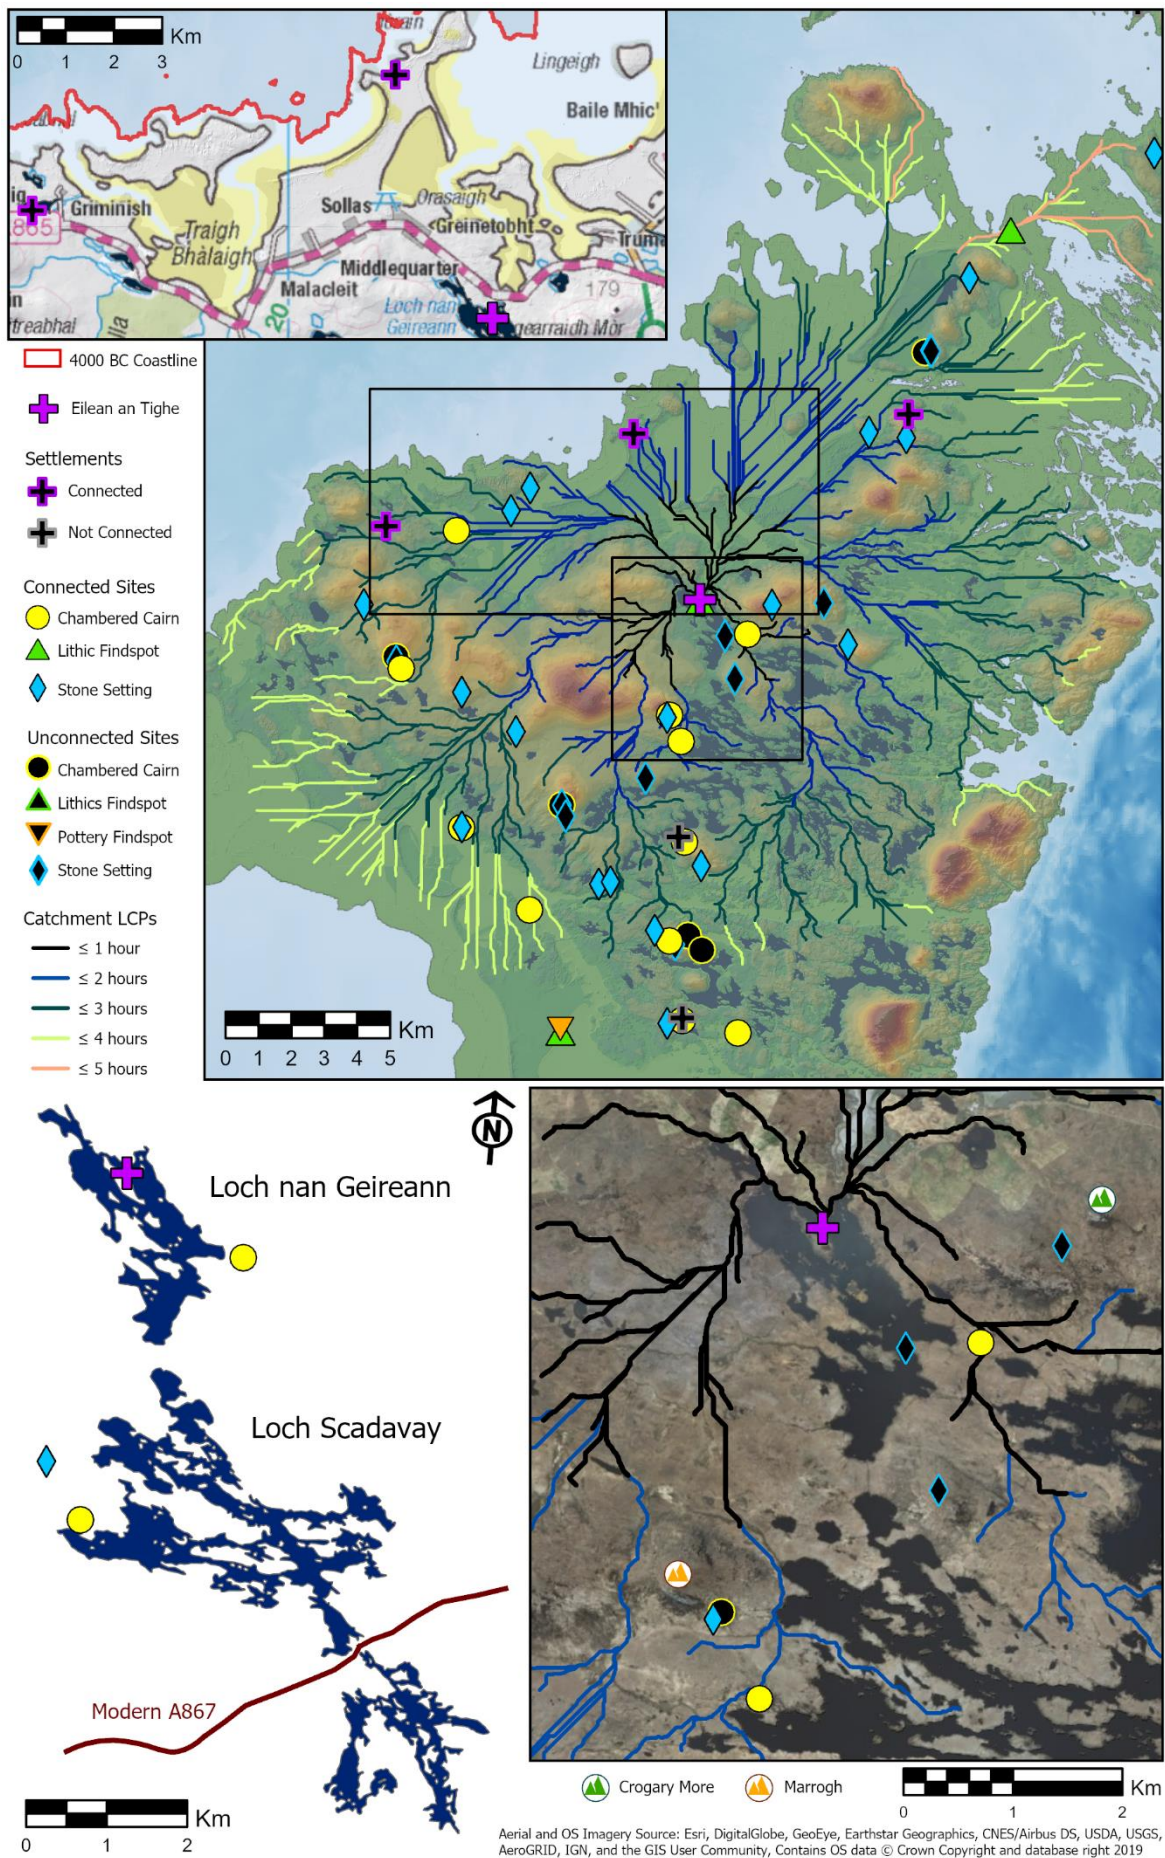 0 1 2 3 Km
Lingeigh
Baile Mhic'
Griminish
Sollas
Orasaigh
Greinetobht
Traigh
Bhàlaigh
Middlequarter
Malacleit
179
Loch nan
Geireann
gearraidh Mòr
20
4000 BC Coastline
Eilean an Tighe
Settlements
Connected
Not Connected
Connected Sites
Chambered Cairn
Lithic Findspot
Stone Setting
Unconnected Sites
Chambered Cairn
Lithics Findspot
Pottery Findspot
Stone Setting
Catchment LCPs
≤ 1 hour
≤ 2 hours
≤ 3 hours
≤ 4 hours
≤ 5 hours
Km
0 1 2 3 4 5
N
Loch nan Geireann
Loch Scadavay
Modern A867
Km
0 1 2
Crogary More
Marrogh
Km
0 1 2
Aerial and OS Imagery Source: Esri, DigitalGlobe, GeoEye, Earthstar Geographics, CNES/Airbus DS, USDA, USGS,
AeroGRID, IGN, and the GIS User Community, Contains OS data © Crown Copyright and database right 2019